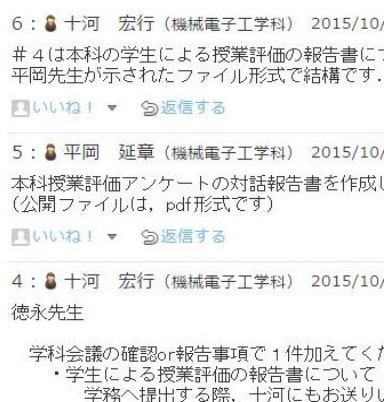 6: 十河 宏行 (機械電子工学科) 2015/10/
#4は本科の学生による授業評価の報告書に
平岡先生が示されたファイル形式で結構です.
いいね! ▼ 返信する
5: 平岡 延章 (機械電子工学科) 2015/10/
本科授業評価アンケートの対話報告書を作成し
(公開ファイルは, pdf形式です)
いいね! ▼ 返信する
4: 十河 宏行 (機械電子工学科) 2015/10/
徳永先生
学科会議の確認or報告事項で1件加えてく
・学生による授業評価の報告書について
学務へ提出する際, 十河にもお送りい